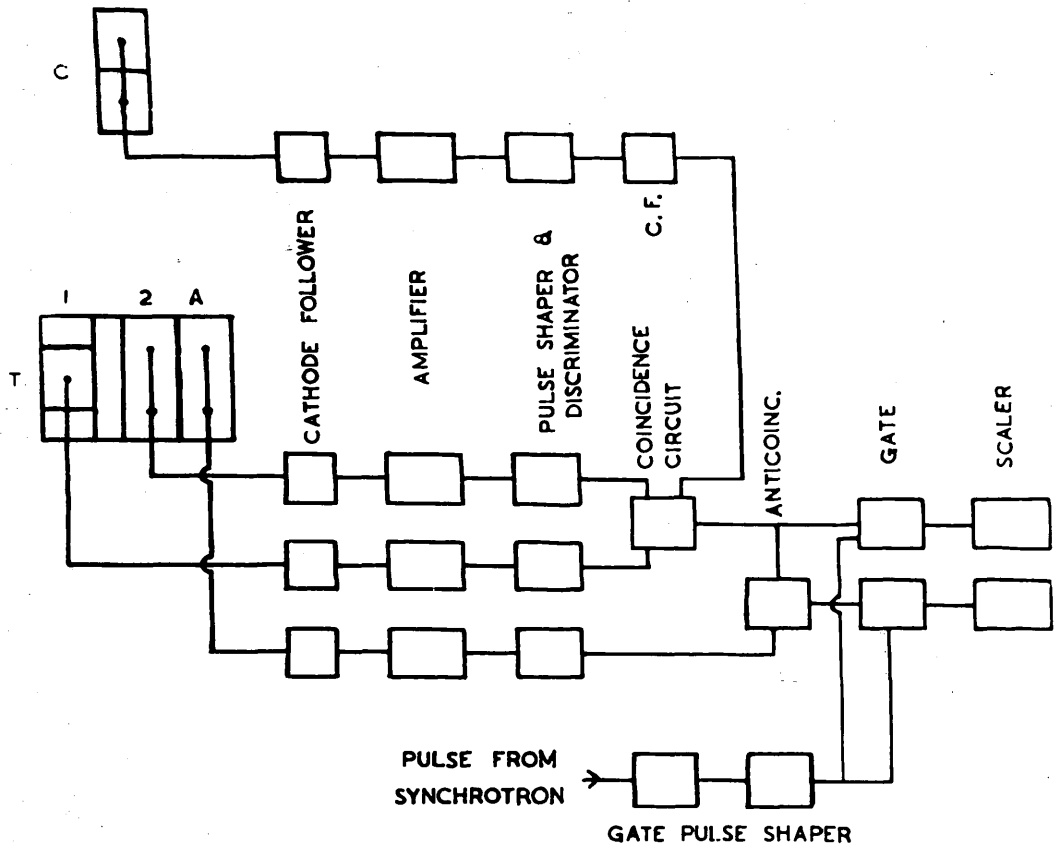 C
C. F.
CATHODE FOLLOWER
AMPLIFIER
PULSE SHAPER &
DISCRIMINATOR
1 2 A
T
COINCIDENCE
CIRCUIT
ANTICOINC.
GATE
SCALER
PULSE FROM
SYNCHROTRON
GATE PULSE SHAPER